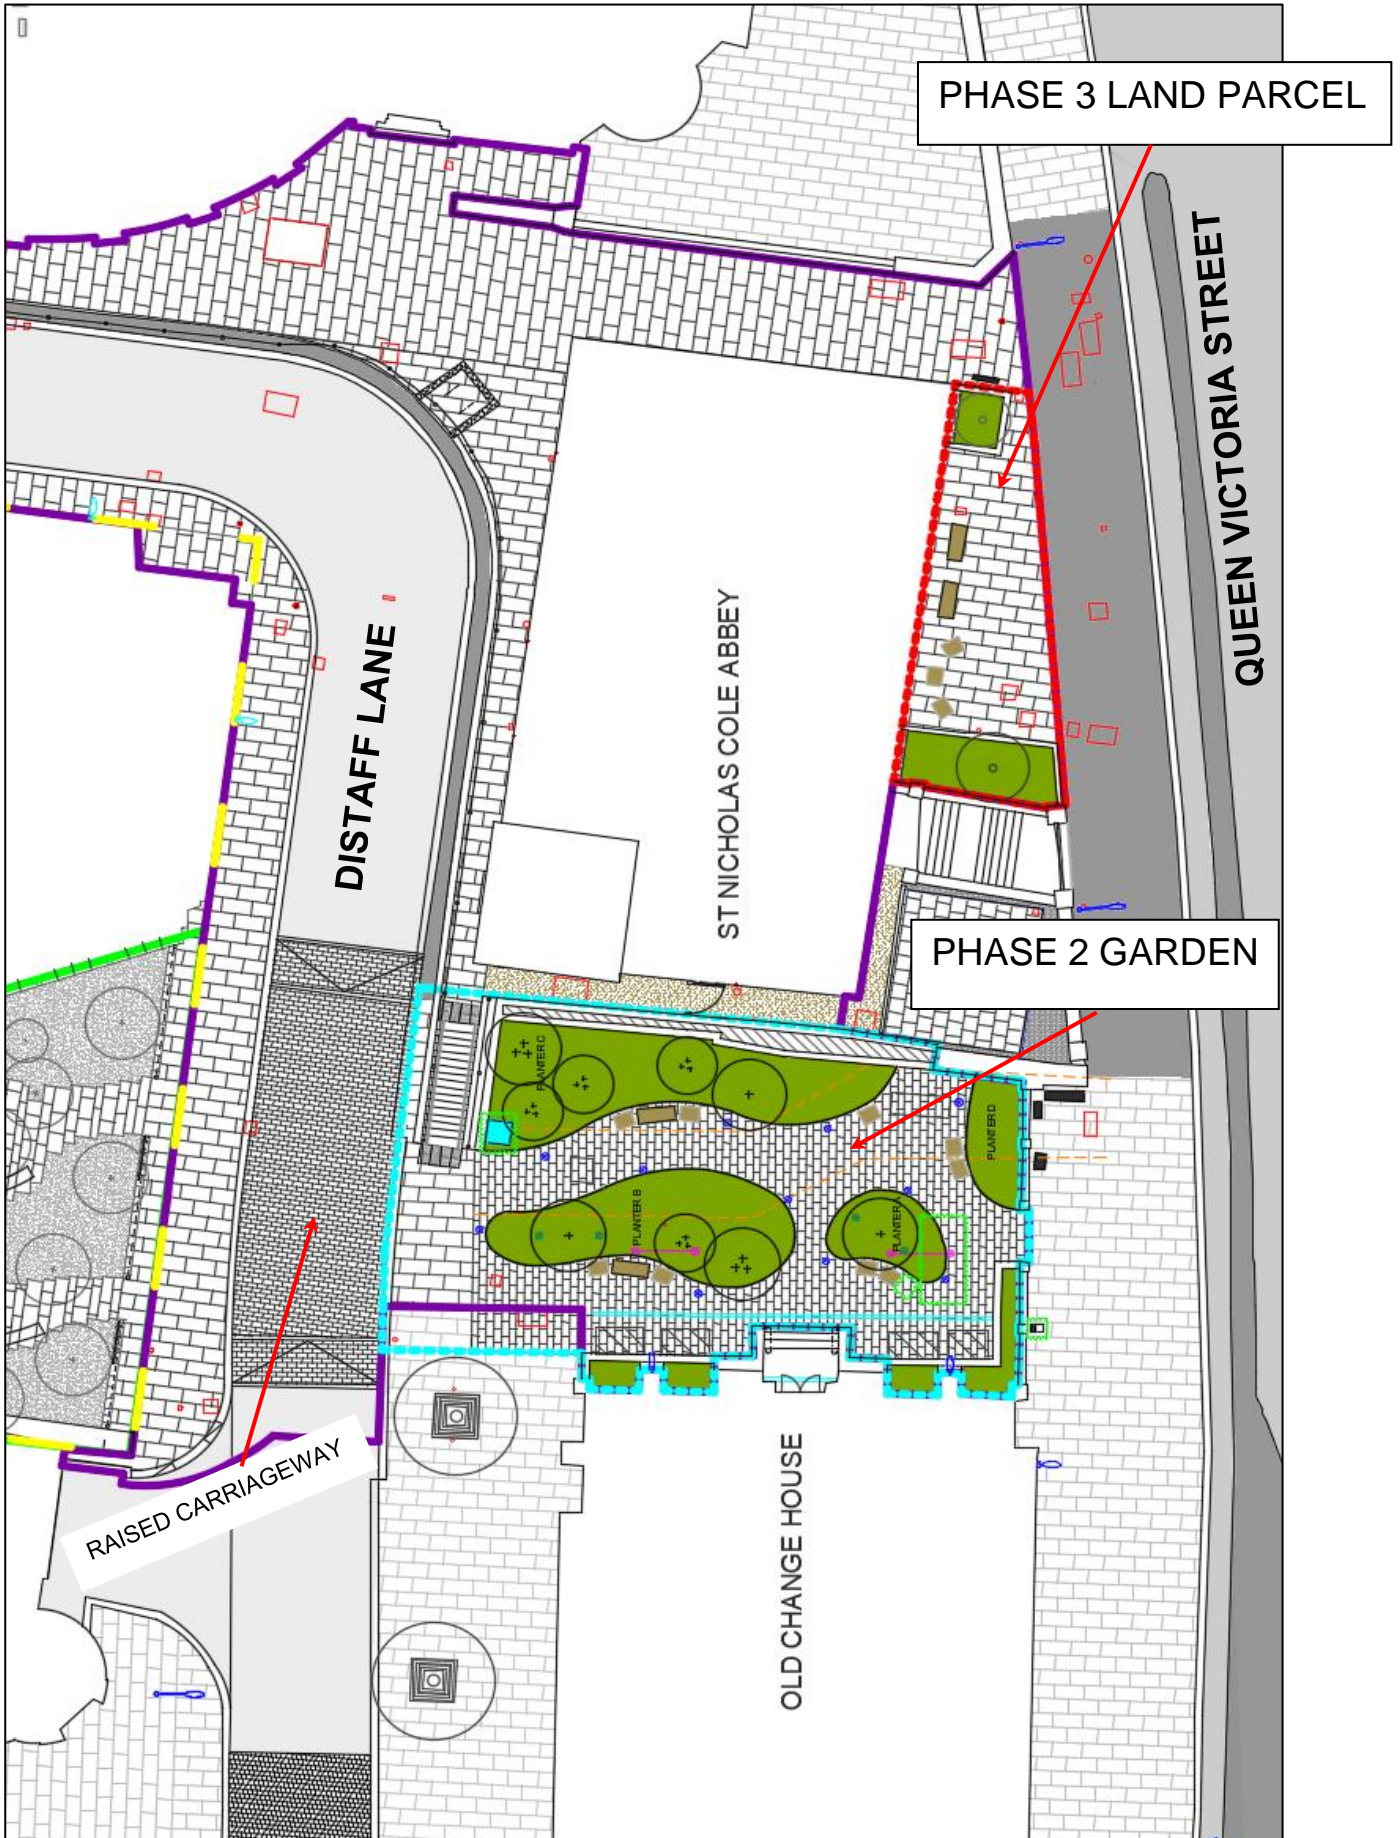 PHASE 3 LAND PARCEL
QUEEN VICTORIA STREET
DISTAFF LANE
ST NICHOLAS COLE ABBEY
PHASE 2 GARDEN
PLANTER C
PLANTER D
PLANTER B
PLANTER
RAISED CARRIAGEWAY
OLD CHANGE HOUSE